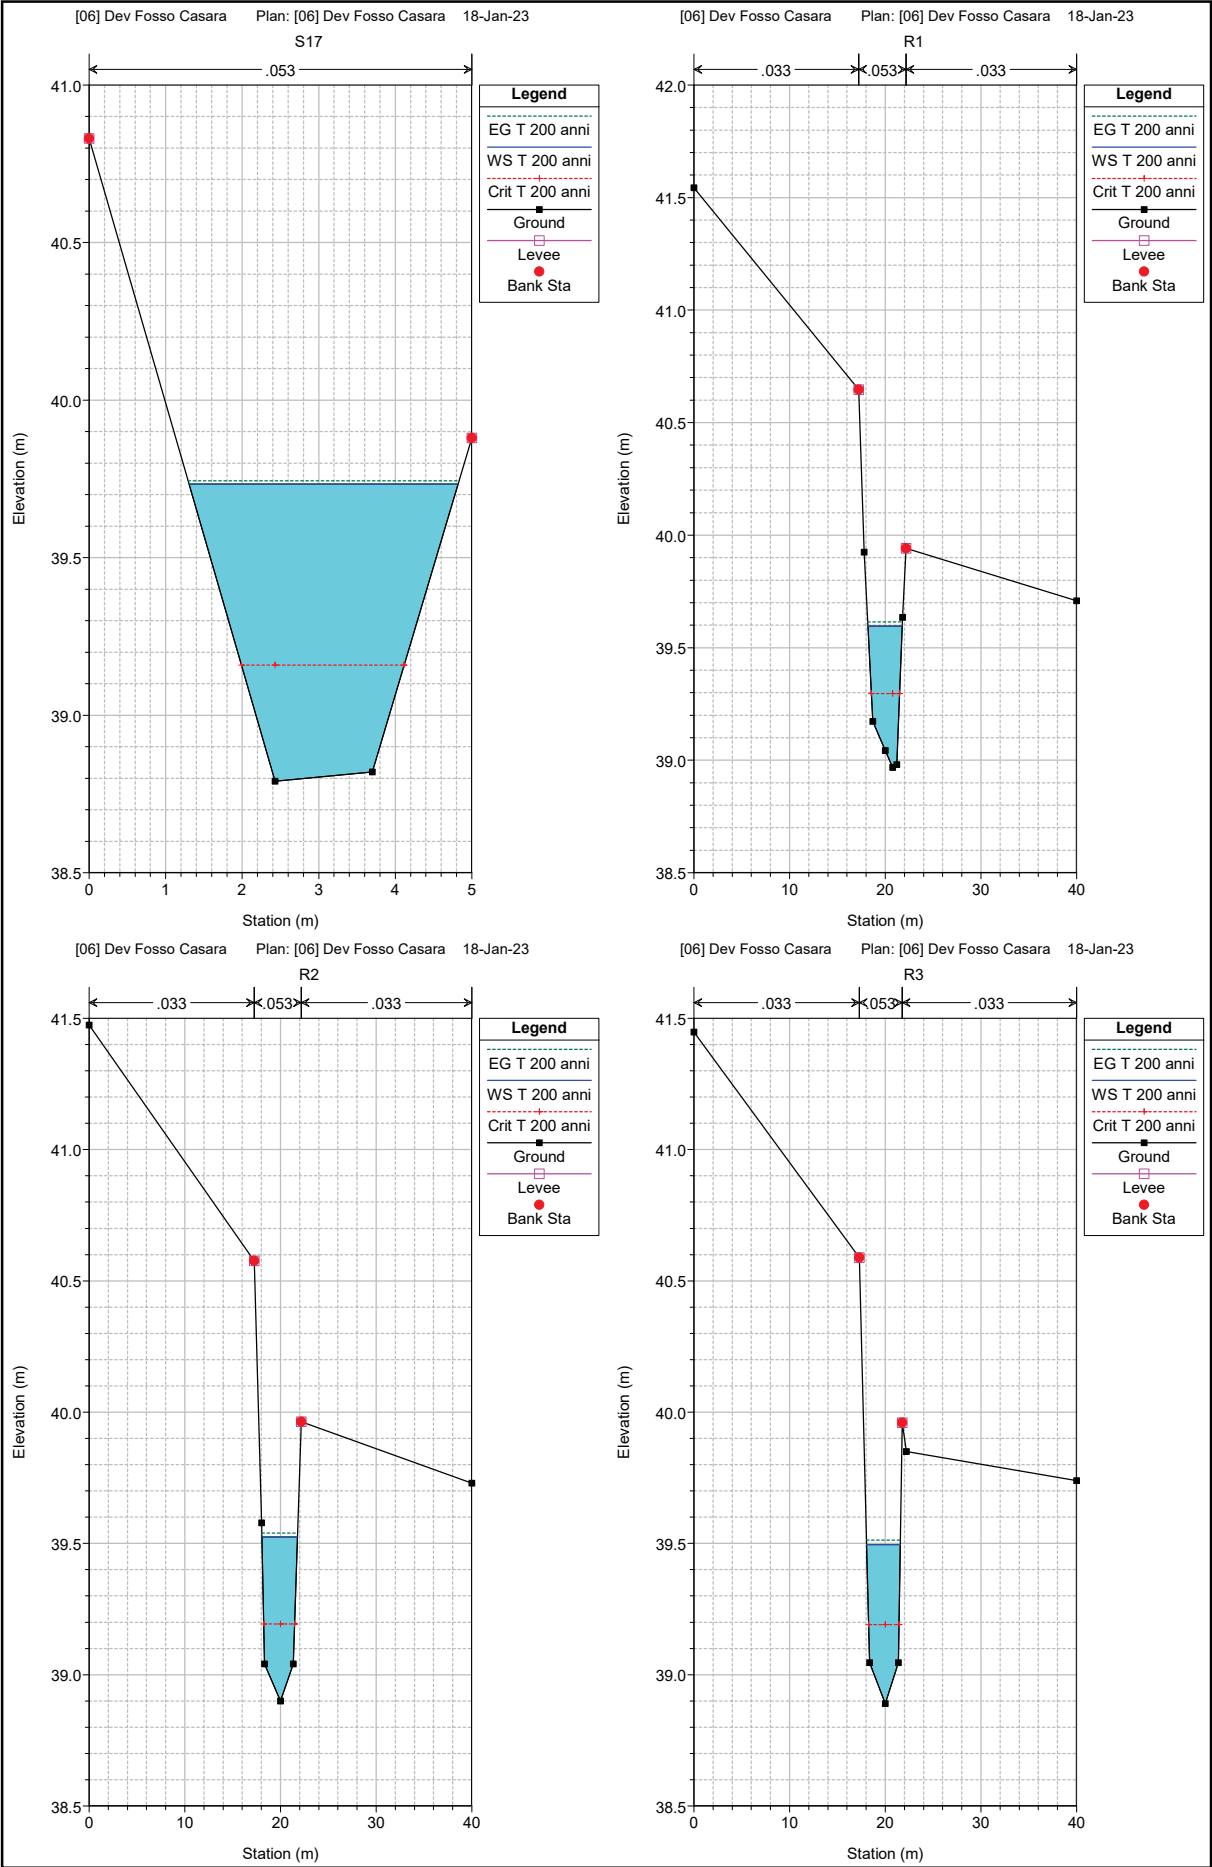 [06] Dev Fosso Casara Plan: [06] Dev Fosso Casara 18-Jan-23
S17
.053
41.0
40.5
40.0
39.5
39.0
38.5
0 1 2 3 4 5
Station (m)
Elevation (m)
Legend
EG T 200 anni
WS T 200 anni
Crit T 200 anni
Ground
Levee
Bank Sta
[06] Dev Fosso Casara Plan: [06] Dev Fosso Casara 18-Jan-23
R1
.033 .053 .033
42.0
41.5
41.0
40.5
40.0
39.5
39.0
38.5
0 10 20 30 40
Station (m)
Elevation (m)
Legend
EG T 200 anni
WS T 200 anni
Crit T 200 anni
Ground
Levee
Bank Sta
[06] Dev Fosso Casara Plan: [06] Dev Fosso Casara 18-Jan-23
R2
.033 .053 .033
41.5
41.0
40.5
40.0
39.5
39.0
38.5
0 10 20 30 40
Station (m)
Elevation (m)
Legend
EG T 200 anni
WS T 200 anni
Crit T 200 anni
Ground
Levee
Bank Sta
[06] Dev Fosso Casara Plan: [06] Dev Fosso Casara 18-Jan-23
R3
.033 .053 .033
41.5
41.0
40.5
40.0
39.5
39.0
38.5
0 10 20 30 40
Station (m)
Elevation (m)
Legend
EG T 200 anni
WS T 200 anni
Crit T 200 anni
Ground
Levee
Bank Sta